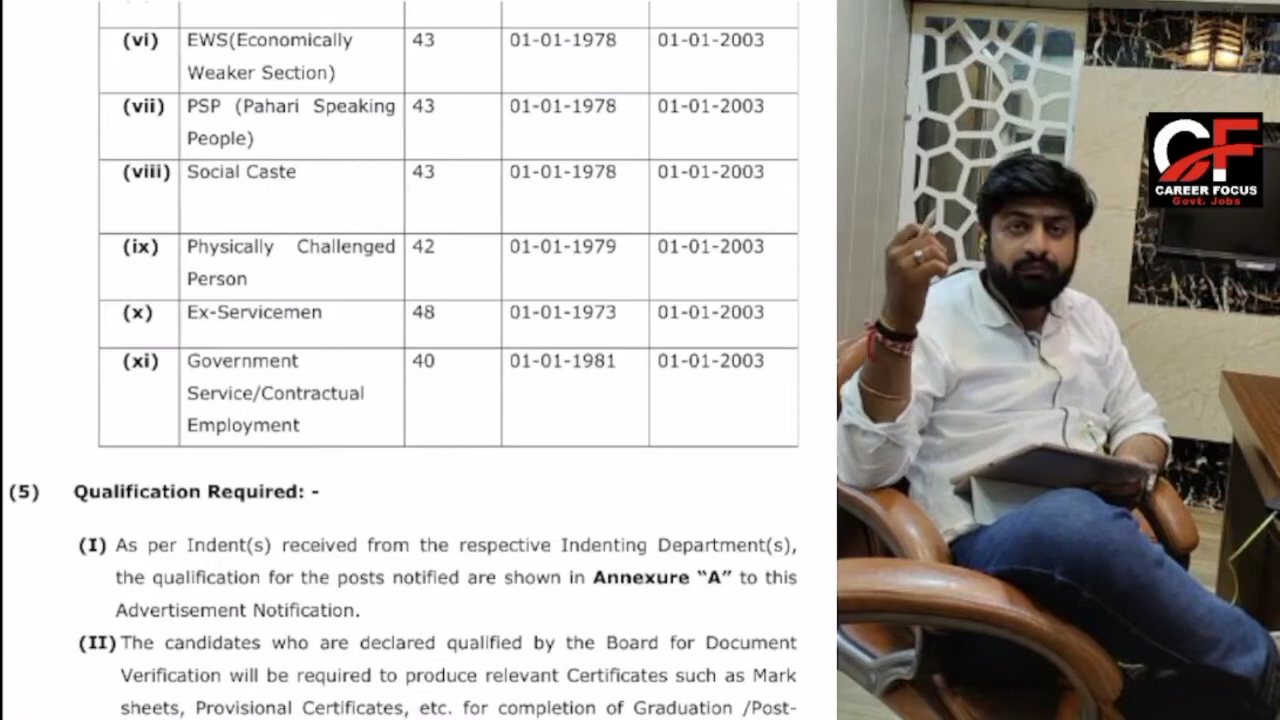 (vi) EWS(Economically 43 01-01-1978 01-01-2003
Weaker Section)
(vii) PSP (Pahari Speaking 43 01-01-1978 01-01-2003
People)
(viii) Social Caste 43 01-01-1978 01-01-2003
(ix) Physically Challenged 42 01-01-1979 01-01-2003
Person
(x) Ex-Servicemen 48 01-01-1973 01-01-2003
(xi) Government 40 01-01-1981 01-01-2003
Service/Contractual
Employment
(5) Qualification Required: -
(I) As per Indent(s) received from the respective Indenting Department(s),
the qualification for the posts notified are shown in Annexure “A” to this
Advertisement Notification.
(II) The candidates who are declared qualified by the Board for Document
Verification will be required to produce relevant Certificates such as Mark
sheets, Provisional Certificates, etc. for completion of Graduation /Post-
CF
CAREER FOCUS
Govt. Jobs